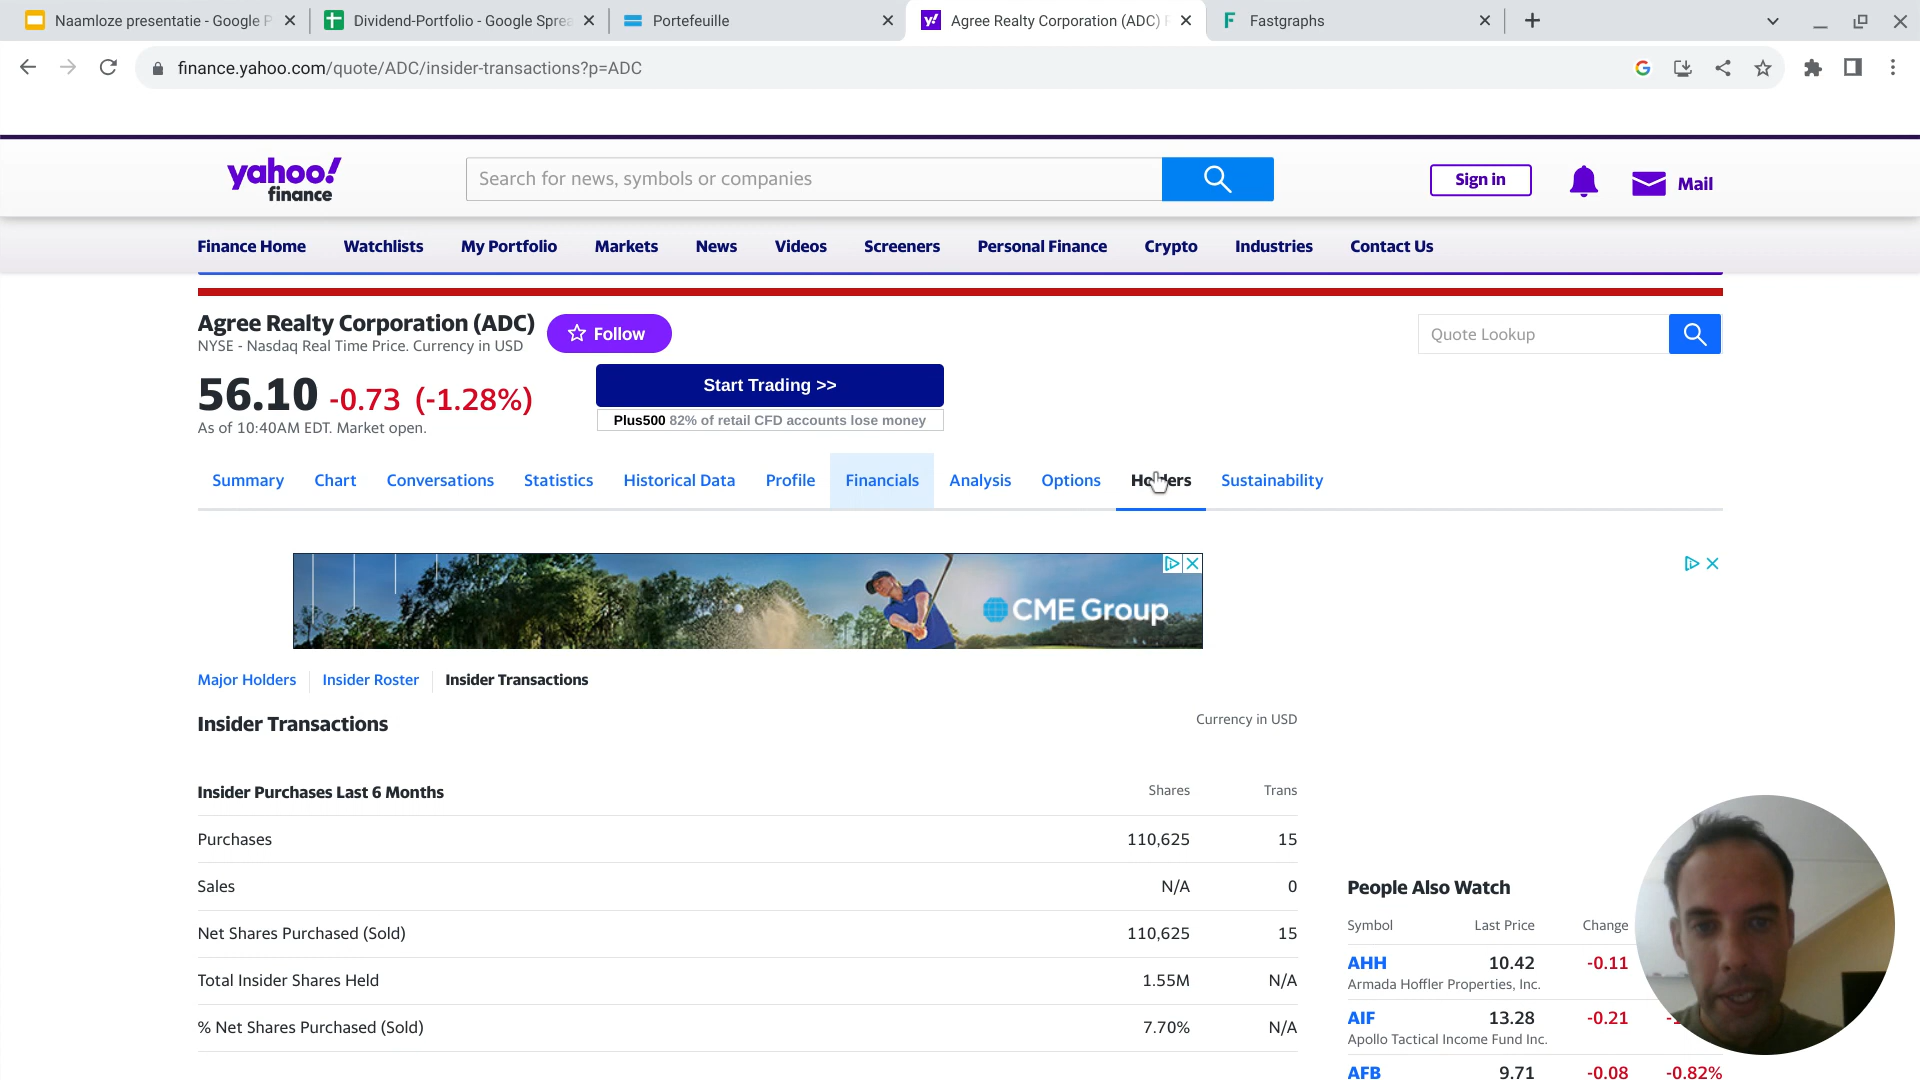 Naamloze presentatie - Google P
Dividend-Portfolio - Google Sprea
Portefeuille
Agree Realty Corporation (ADC)
Fastgraphs
finance.yahoo.com/quote/ADC/insider-transactions?p=ADC
yahoo!
finance
Search for news, symbols or companies
Sign in
Mail
Finance Home
Watchlists
My Portfolio
Markets
News
Videos
Screeners
Personal Finance
Crypto
Industries
Contact Us
Agree Realty Corporation (ADC)
NYSE - Nasdaq Real Time Price. Currency in USD
Follow
Quote Lookup
56.10 -0.73 (-1.28%)
As of 10:40AM EDT. Market open.
Start Trading >>
Plus500 82% of retail CFD accounts lose money
Summary
Chart
Conversations
Statistics
Historical Data
Profile
Financials
Analysis
Options
Holders
Sustainability
CME Group
Major Holders
Insider Roster
Insider Transactions
Insider Transactions
Currency in USD
Insider Purchases Last 6 Months Shares Trans
Purchases 110,625 15
Sales N/A 0
Net Shares Purchased (Sold) 110,625 15
Total Insider Shares Held 1.55M N/A
% Net Shares Purchased (Sold) 7.70% N/A
People Also Watch
Symbol Last Price Change
AHH 10.42 -0.11
Armada Hoffler Properties, Inc.
AIF 13.28 -0.21
Apollo Tactical Income Fund Inc.
AFB 9.71 -0.08 -0.82%